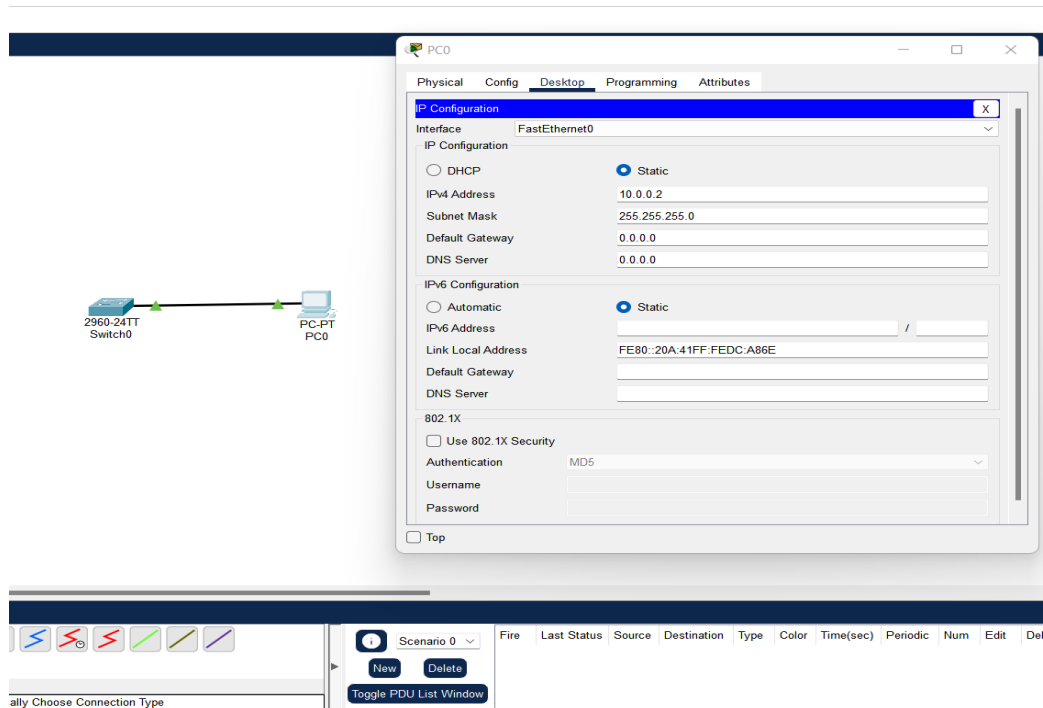 PC0
Physical Config Desktop Programming Attributes
IP Configuration X
Interface FastEthernet0
IP Configuration
DHCP Static
IPv4 Address 10.0.0.2
Subnet Mask 255.255.255.0
Default Gateway 0.0.0.0
DNS Server 0.0.0.0
IPv6 Configuration
Automatic Static
IPv6 Address /
Link Local Address FE80::20A:41FF:FEDC:A86E
Default Gateway
DNS Server
802.1X
Use 802.1X Security
Authentication MD5
Username
Password
Top
2960-24TT
Switch0
PC-PT
PC0
Scenario 0
New Delete
Toggle PDU List Window
Fire Last Status Source Destination Type Color Time(sec) Periodic Num Edit Del
ally Choose Connection Type